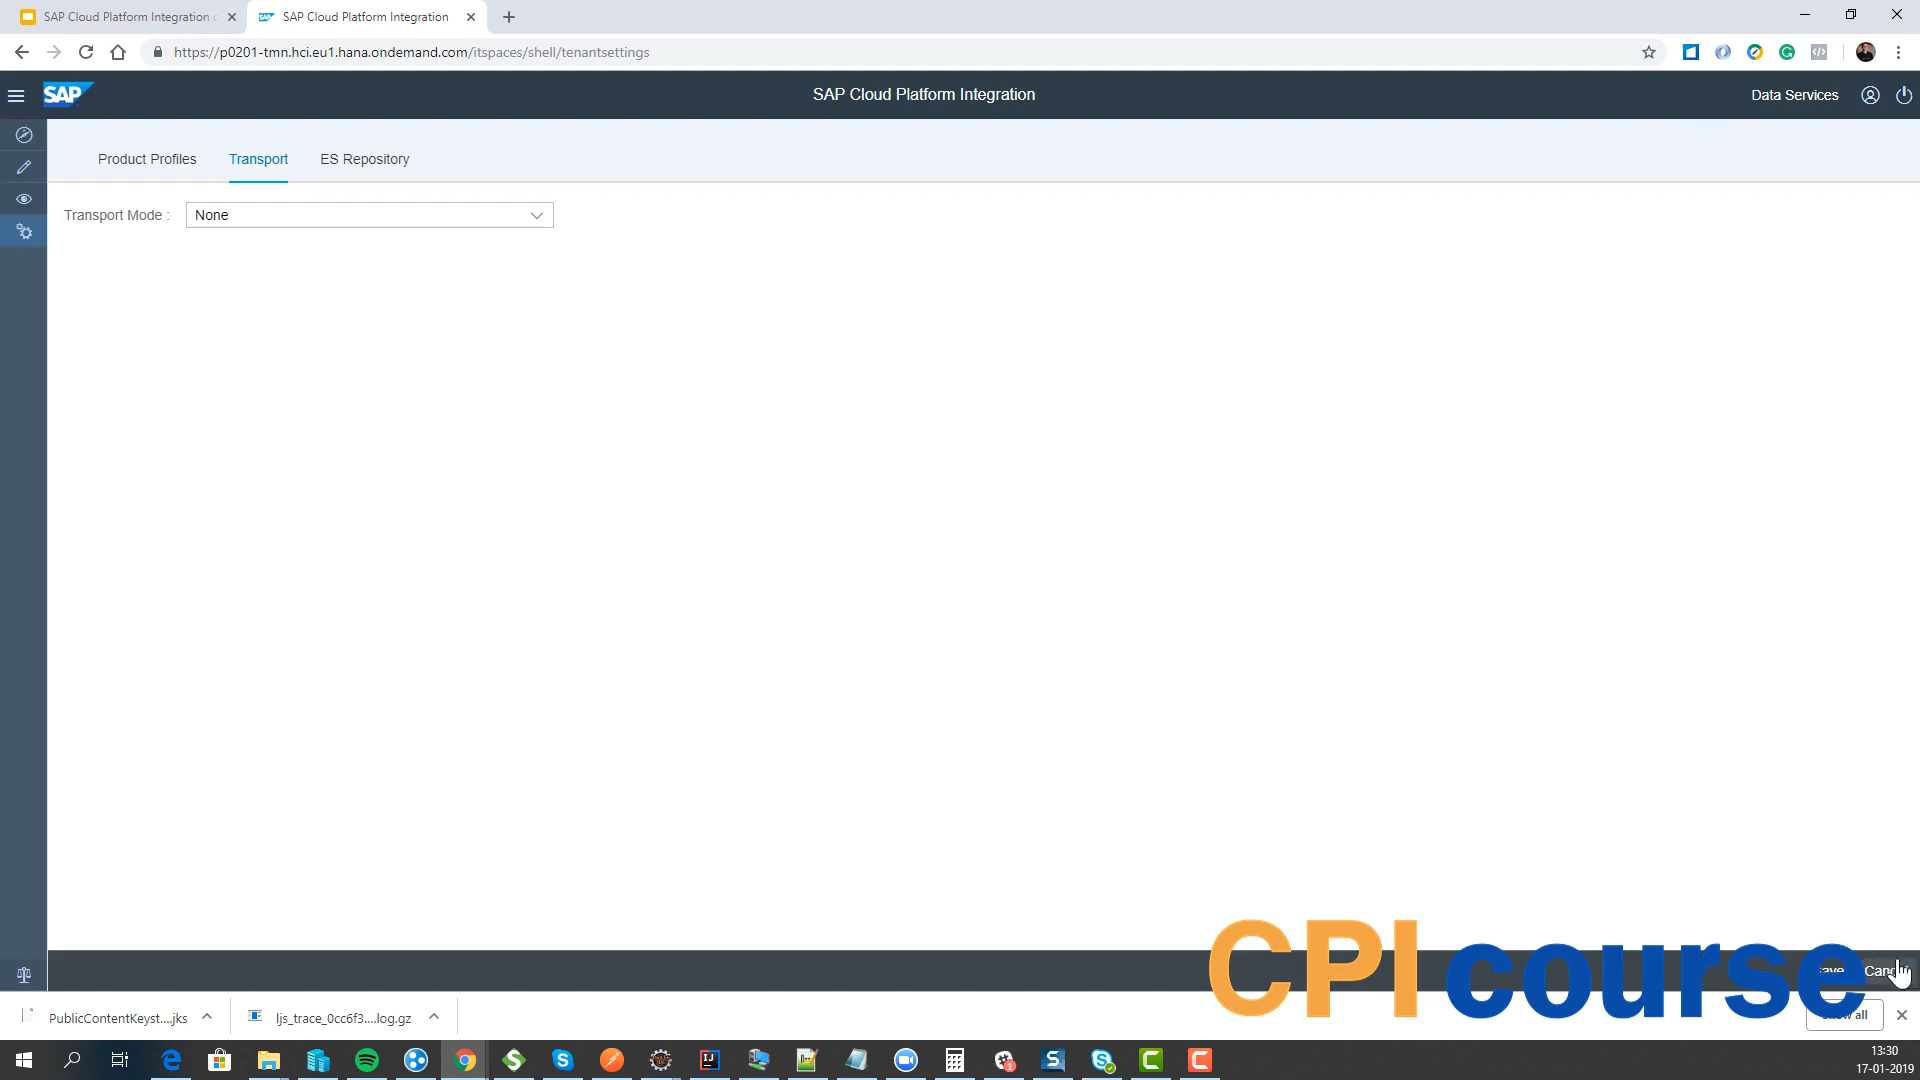 SAP Cloud Platform Integration
SAP Cloud Platform Integration
https://p0201-tmn.hci.eu1.hana.ondemand.com/itspaces/shell/tenantsettings
SAP
SAP Cloud Platform Integration
Data Services
Product Profiles
Transport
ES Repository
Transport Mode :
None
CPI course
PublicContentKeyst....jks
ljs_trace_0cc6f3....log.gz
all
13:30
17-01-2019